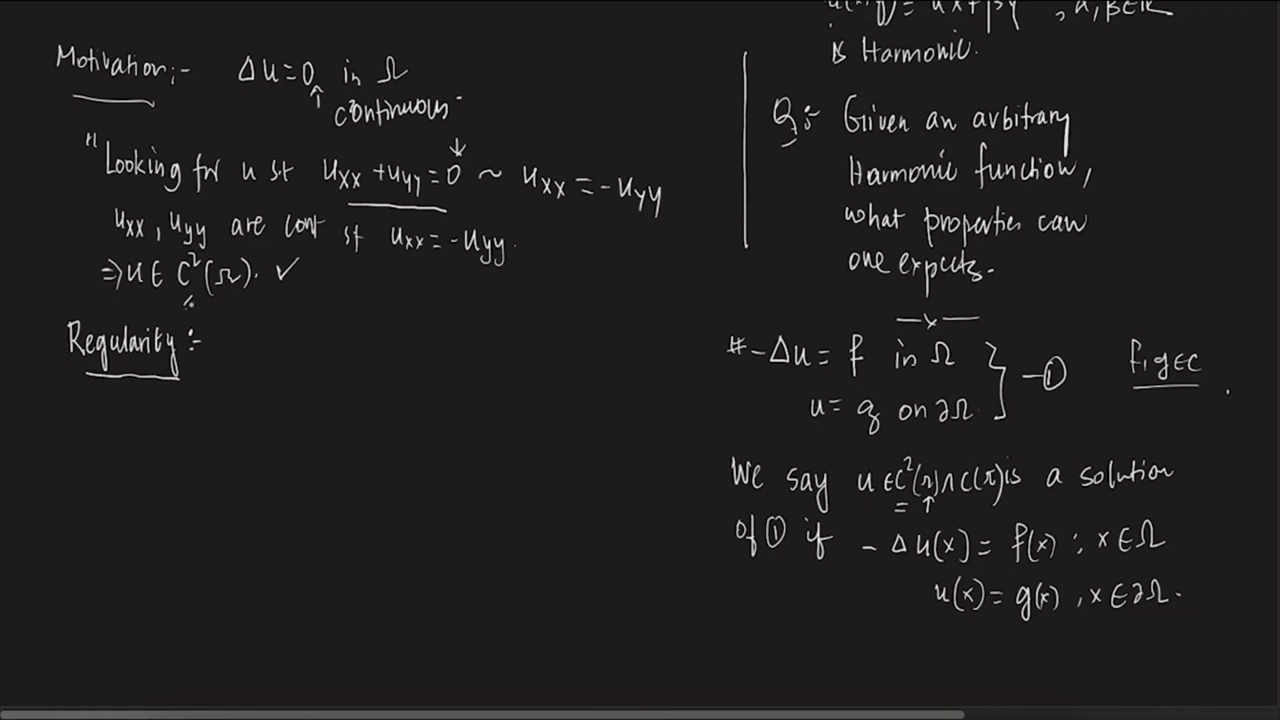 Motivation:- Δu=0 in Ω
↑
continuous.
"Looking for u st uxx + uyy = 0 ~ uxx = -uyy
uxx, uyy are cont st uxx = -uyy.
⇒ u ∈ C²(Ω). ✓
Regularity :-
is Harmonic.
Q:- Given an arbitrary
Harmonic function,
what properties can
one expects.
—x—
# -Δu = f in Ω
u = g on ∂Ω } —① f, g ∈ C
We say u ∈ C²(Ω) ∩ C(Ω̄) is a solution
of ① if - Δu(x) = f(x) ; x ∈ Ω
u(x) = g(x) , x ∈ ∂Ω.